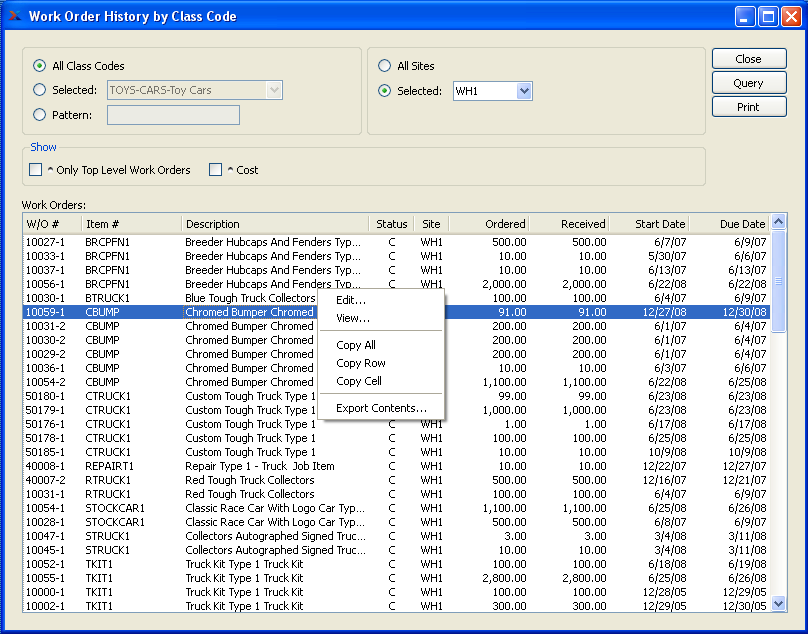 Work Order History by Class Code
All Class Codes
Selected: TOYS-CARS-Toy Cars
Pattern:
All Sites
Selected: WH1
Close
Query
Print
Show
^ Only Top Level Work Orders ^ Cost
Work Orders:
W/O # Item # Description Status Site Ordered Received Start Date Due Date
10027-1 BRCPFN1 Breeder Hubcaps And Fenders Typ... C WH1 500.00 500.00 6/7/07 6/9/07
10033-1 BRCPFN1 Breeder Hubcaps And Fenders Typ... C WH1 10.00 10.00 5/30/07 6/6/07
10037-1 BRCPFN1 Breeder Hubcaps And Fenders Typ... C WH1 10.00 10.00 6/13/07 6/13/07
10056-1 BRCPFN1 Breeder Hubcaps And Fenders Typ... C WH1 2,000.00 2,000.00 6/22/08 6/22/08
10030-1 BTRUCK1 Blue Tough Truck Collectors 100.00 100.00 6/4/07 6/9/07
10059-1 CBUMP Chromed Bumper Chromed 91.00 91.00 12/27/08 12/30/08
10031-2 CBUMP Chromed Bumper Chromed 200.00 200.00 6/1/07 6/4/07
10030-2 CBUMP Chromed Bumper Chromed 200.00 200.00 6/1/07 6/4/07
10029-2 CBUMP Chromed Bumper Chromed 200.00 200.00 6/1/07 6/4/07
10036-1 CBUMP Chromed Bumper Chromed 10.00 10.00 6/3/07 6/6/07
10054-2 CBUMP Chromed Bumper Chromed 1,100.00 1,100.00 6/22/08 6/25/08
50180-1 CTRUCK1 Custom Tough Truck Type 1 99.00 99.00 6/23/08 6/23/08
50179-1 CTRUCK1 Custom Tough Truck Type 1 1,000.00 1,000.00 6/23/08 6/23/08
50176-1 CTRUCK1 Custom Tough Truck Type 1 C WH1 1.00 1.00 6/17/08 6/17/08
50178-1 CTRUCK1 Custom Tough Truck Type 1 C WH1 100.00 100.00 6/25/08 6/25/08
50185-1 CTRUCK1 Custom Tough Truck Type 1 C WH1 10.00 10.00 10/9/08 10/9/08
40008-1 REPAIRT1 Repair Type 1 - Truck Job Item C WH1 10.00 10.00 12/22/07 12/27/07
40007-2 RTRUCK1 Red Tough Truck Collectors C WH1 500.00 500.00 12/16/07 12/21/07
10031-1 RTRUCK1 Red Tough Truck Collectors C WH1 100.00 100.00 6/4/07 6/9/07
10054-1 STOCKCAR1 Classic Race Car With Logo Car Typ... C WH1 1,100.00 1,100.00 6/25/08 6/26/08
10028-1 STOCKCAR1 Classic Race Car With Logo Car Typ... C WH1 500.00 500.00 6/8/07 6/9/07
10047-1 STRUCK1 Collectors Autographed Signed Truc... C WH1 3.00 3.00 3/4/08 3/11/08
10045-1 STRUCK1 Collectors Autographed Signed Truc... C WH1 10.00 10.00 3/4/08 3/11/08
10052-1 TKIT1 Truck Kit Type 1 Truck Kit C WH1 100.00 100.00 6/18/08 6/19/08
10055-1 TKIT1 Truck Kit Type 1 Truck Kit C WH1 2,800.00 2,800.00 6/25/08 6/26/08
10000-1 TKIT1 Truck Kit Type 1 Truck Kit C WH1 100.00 100.00 12/28/05 12/29/05
10002-1 TKIT1 Truck Kit Type 1 Truck Kit C WH1 300.00 300.00 12/29/05 12/30/05
Edit...
View...
Copy All
Copy Row
Copy Cell
Export Contents...